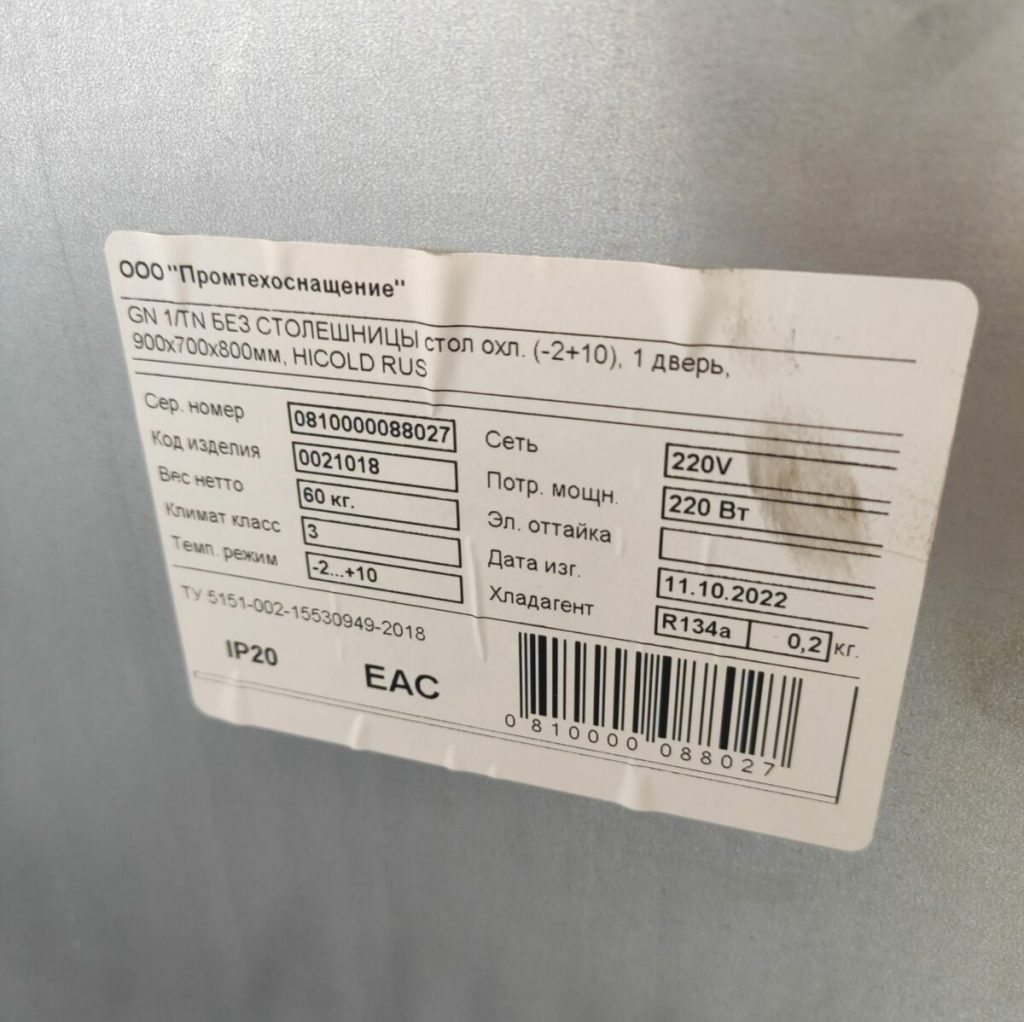 ООО "Промтехоснащение"
GN 1/TN БЕЗ СТОЛЕШНИЦЫ стол охл. (-2+10), 1 дверь,
900x700x800мм, HICOLD RUS
Сер. номер 0810000088027
Код изделия 0021018
Вес нетто 60 кг.
Климат класс 3
Темп. режим -2...+10
Сеть 220V
Потр. мощн. 220 Вт
Эл. оттайка
Дата изг. 11.10.2022
Хладагент R134a 0,2 кг.
ТУ 5151-002-15530949-2018
IP20 EAC
0 810000 088027